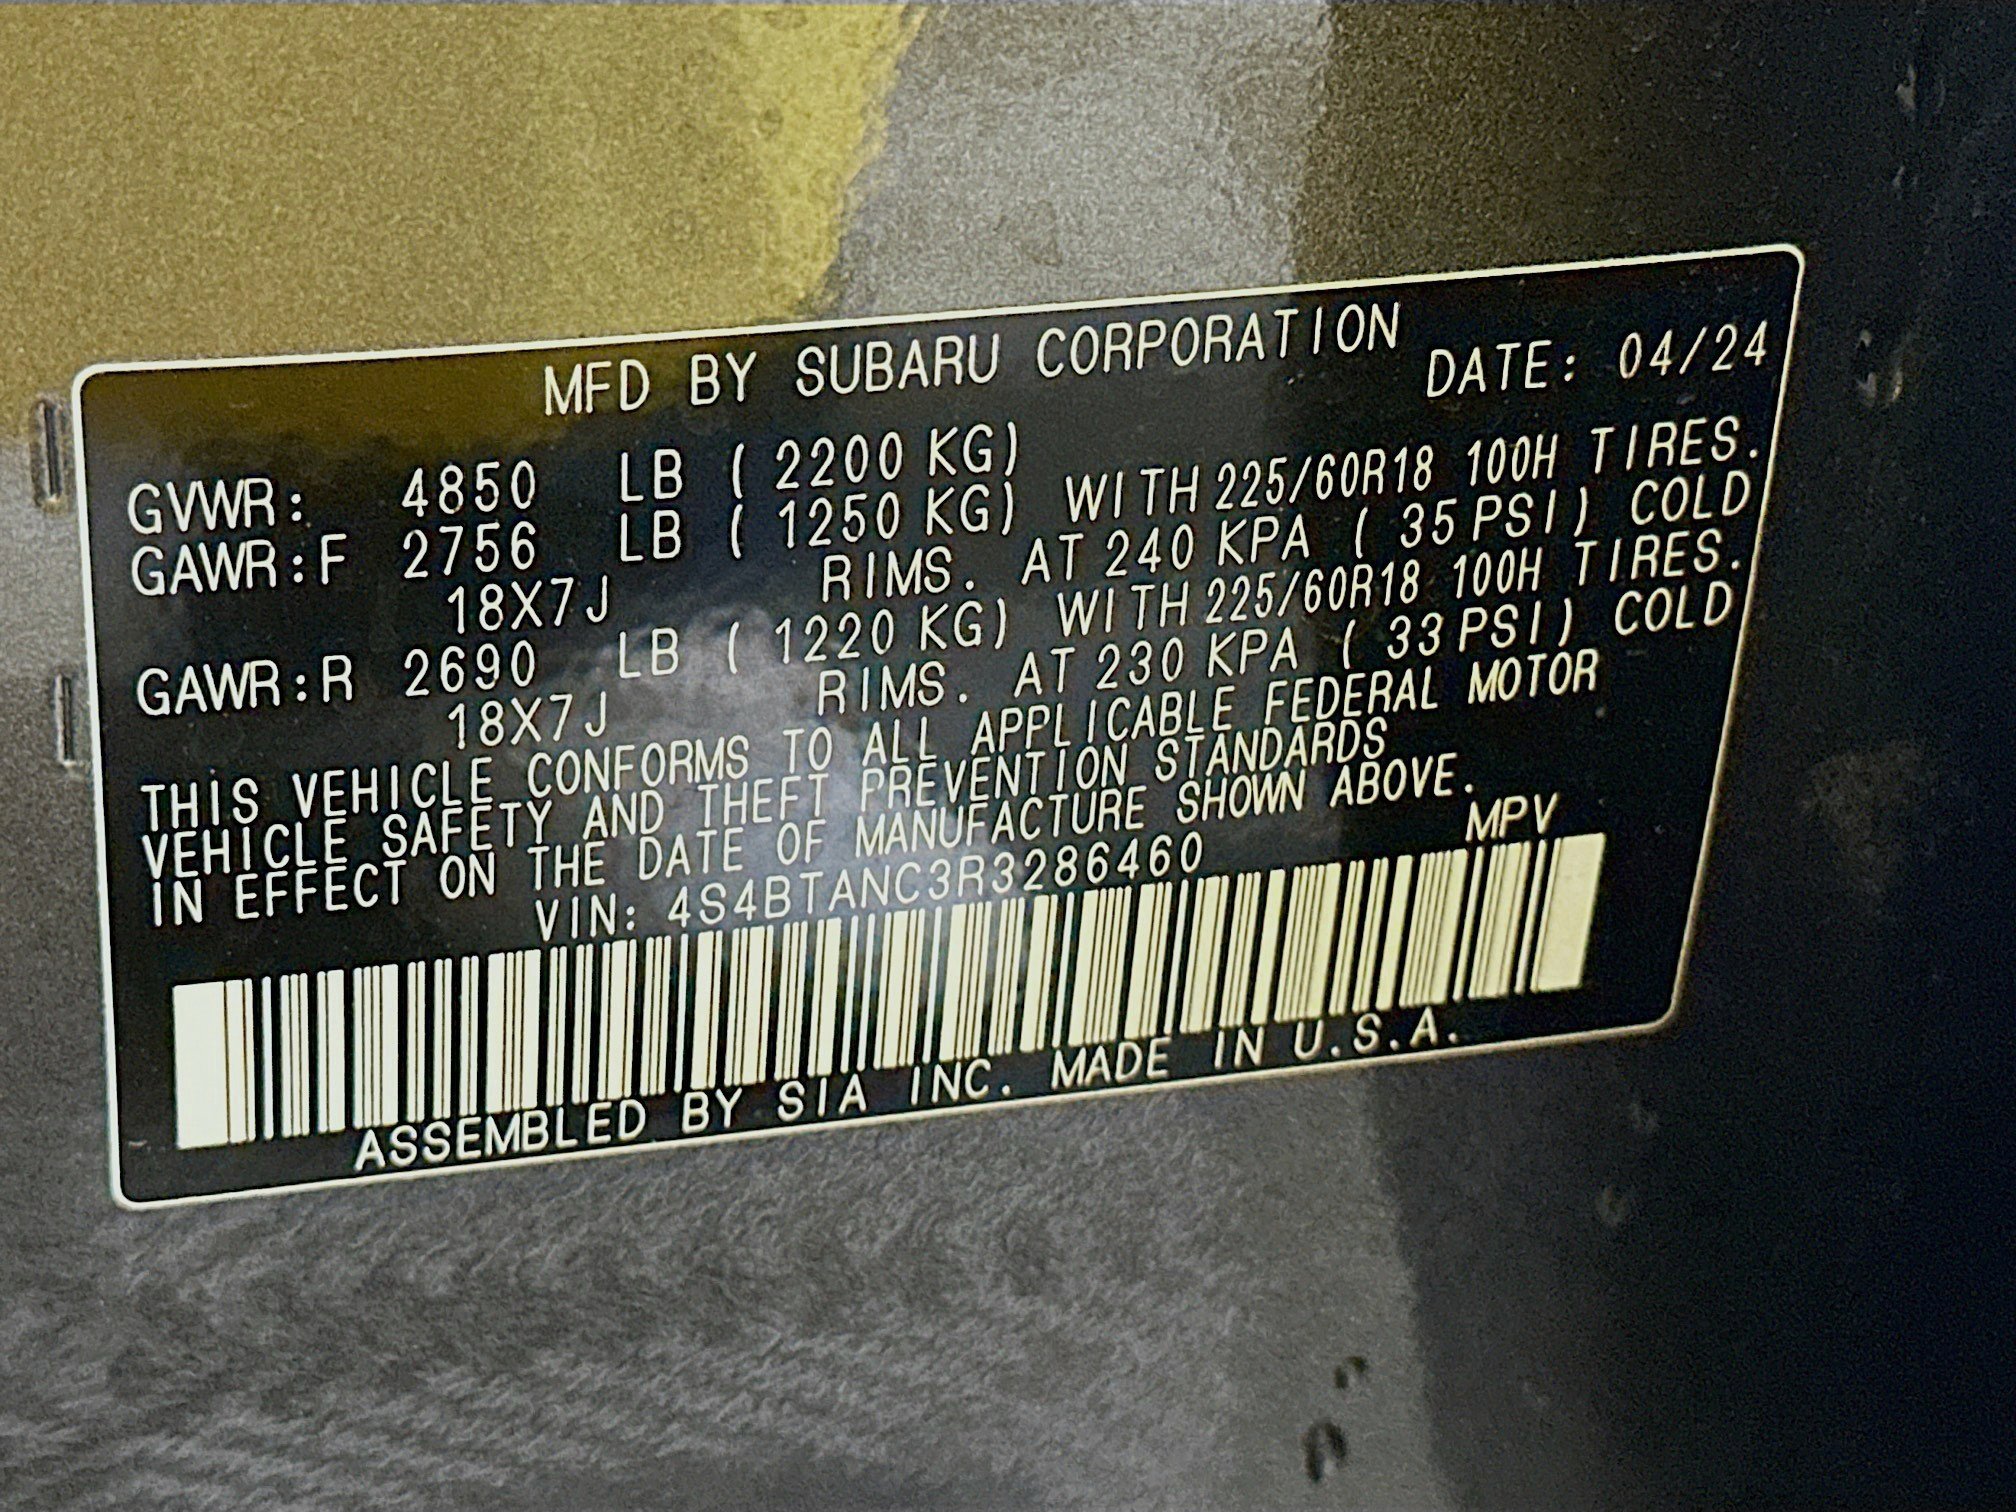 MFD BY SUBARU CORPORATION
DATE: 04/24
GVWR: 4850 LB ( 2200 KG)
GAWR:F 2756 LB ( 1250 KG) WITH 225/60R18 100H TIRES.
18X7J RIMS. AT 240 KPA ( 35 PSI) COLD
GAWR:R 2690 LB ( 1220 KG) WITH 225/60R18 100H TIRES.
18X7J RIMS. AT 230 KPA ( 33 PSI) COLD
THIS VEHICLE CONFORMS TO ALL APPLICABLE FEDERAL MOTOR
VEHICLE SAFETY AND THEFT PREVENTION STANDARDS
IN EFFECT ON THE DATE OF MANUFACTURE SHOWN ABOVE.
VIN: 4S4BTANC3R3286460 MPV
ASSEMBLED BY SIA INC. MADE IN U.S.A.